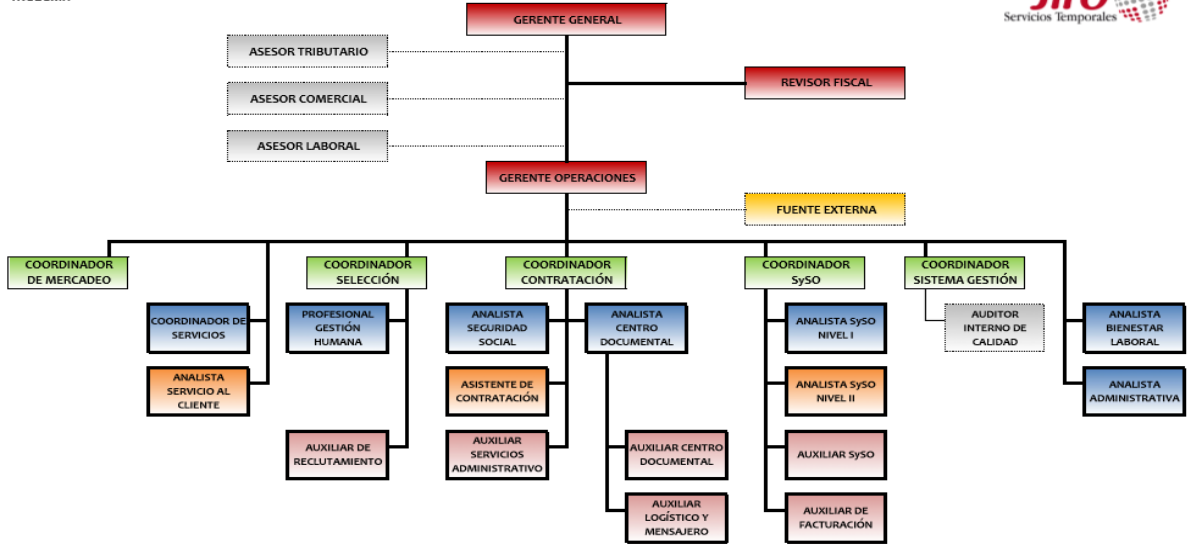 GERENTE GENERAL
Servicios Temporales
ASESOR TRIBUTARIO
REVISOR FISCAL
ASESOR COMERCIAL
ASESOR LABORAL
GERENTE OPERACIONES
FUENTE EXTERNA
COORDINADOR
DE MERCADEO
COORDINADOR
SELECCIÓN
COORDINADOR
CONTRATACIÓN
COORDINADOR
SySO
COORDINADOR
SISTEMA GESTIÓN
COORDINADOR DE
SERVICIOS
PROFESIONAL
GESTIÓN
HUMANA
ANALISTA
SEGURIDAD
SOCIAL
ANALISTA
CENTRO
DOCUMENTAL
ANALISTA SySO
NIVEL I
AUDITOR
INTERNO DE
CALIDAD
ANALISTA
BIENESTAR
LABORAL
ANALISTA
SERVICIO AL
CLIENTE
ASISTENTE DE
CONTRATACIÓN
ANALISTA SySO
NIVEL II
ANALISTA
ADMINISTRATIVA
AUXILIAR DE
RECLUTAMIENTO
AUXILIAR
SERVICIOS
ADMINISTRATIVO
AUXILIAR CENTRO
DOCUMENTAL
AUXILIAR SySO
AUXILIAR
LOGÍSTICO Y
MENSAJERO
AUXILIAR DE
FACTURACIÓN